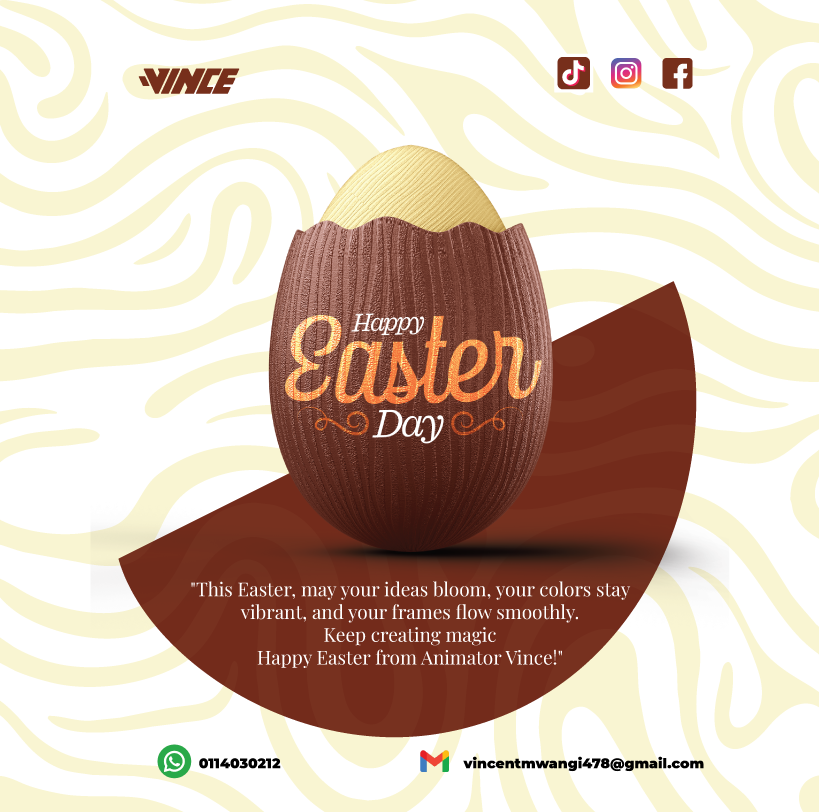 VINCE
Happy
Easter
Day
"This Easter, may your ideas bloom, your colors stay
vibrant, and your frames flow smoothly.
Keep creating magic
Happy Easter from Animator Vince!"
0114030212
vincentmwangi478@gmail.com